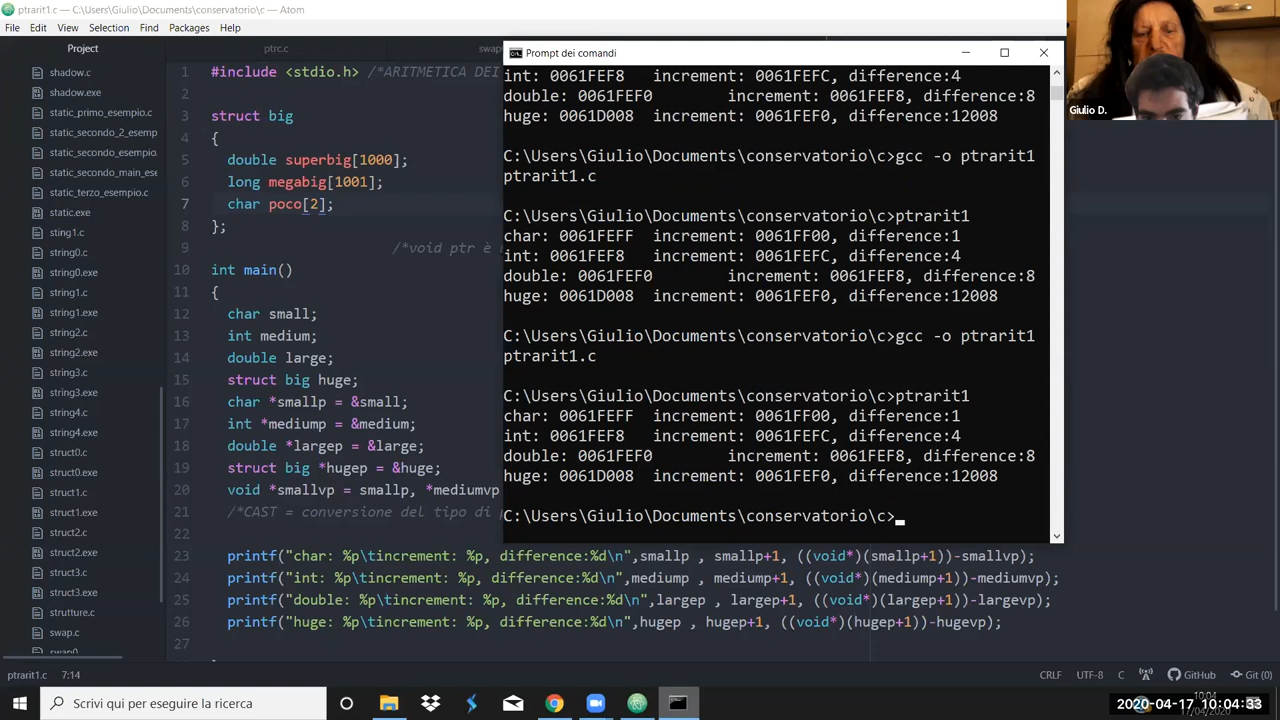 ptrarit1.c — C:\Users\Giulio\Documents\conservatorio\c — Atom
File Edit View Selection Find Packages Help
Project
ptrc.c
swap
shadow.c
shadow.exe
static_primo_esempio.c
static_secondo_2_esemp
static_secondo_esempio.
static_secondo_main_ese
static_terzo_esempio.c
static.exe
sting1.c
string0.c
string0.exe
string1.c
string1.exe
string2.c
string2.exe
string3.c
string3.exe
string4.c
string4.exe
struct0.c
struct0.exe
struct1.c
struct1.exe
struct2.c
struct2.exe
struct3.c
struct3.exe
strutture.c
swap.c
swap0
1 #include <stdio.h> /*ARITMETICA DEI
2
3 struct big
4 {
5 double superbig[1000];
6 long megabig[1001];
7 char poco[2];
8 };
9 /*void ptr è u
10 int main()
11 {
12 char small;
13 int medium;
14 double large;
15 struct big huge;
16 char *smallp = &small;
17 int *mediump = &medium;
18 double *largep = &large;
19 struct big *hugep = &huge;
20 void *smallvp = smallp, *mediumvp
21 /*CAST = conversione del tipo di p
23 printf("char: %p\tincrement: %p, difference:%d\n",smallp , smallp+1, ((void*)(smallp+1))-smallvp);
24 printf("int: %p\tincrement: %p, difference:%d\n",mediump , mediump+1, ((void*)(mediump+1))-mediumvp);
25 printf("double: %p\tincrement: %p, difference:%d\n",largep , largep+1, ((void*)(largep+1))-largevp);
26 printf("huge: %p\tincrement: %p, difference:%d\n",hugep , hugep+1, ((void*)(hugep+1))-hugevp);
27
Prompt dei comandi
int: 0061FEF8 increment: 0061FEFC, difference:4
double: 0061FEF0 increment: 0061FEF8, difference:8
huge: 0061D008 increment: 0061FEF0, difference:12008
C:\Users\Giulio\Documents\conservatorio\c>gcc -o ptrarit1
ptrarit1.c
C:\Users\Giulio\Documents\conservatorio\c>ptrarit1
char: 0061FEFF increment: 0061FF00, difference:1
int: 0061FEF8 increment: 0061FEFC, difference:4
double: 0061FEF0 increment: 0061FEF8, difference:8
huge: 0061D008 increment: 0061FEF0, difference:12008
C:\Users\Giulio\Documents\conservatorio\c>gcc -o ptrarit1
ptrarit1.c
C:\Users\Giulio\Documents\conservatorio\c>ptrarit1
char: 0061FEFF increment: 0061FF00, difference:1
int: 0061FEF8 increment: 0061FEFC, difference:4
double: 0061FEF0 increment: 0061FEF8, difference:8
huge: 0061D008 increment: 0061FEF0, difference:12008
C:\Users\Giulio\Documents\conservatorio\c>
Giulio D.
ptrarit1.c 7:14
CRLF UTF-8 C GitHub Git (0)
Scrivi qui per eseguire la ricerca
10:04
2020-04-17 10:04:33